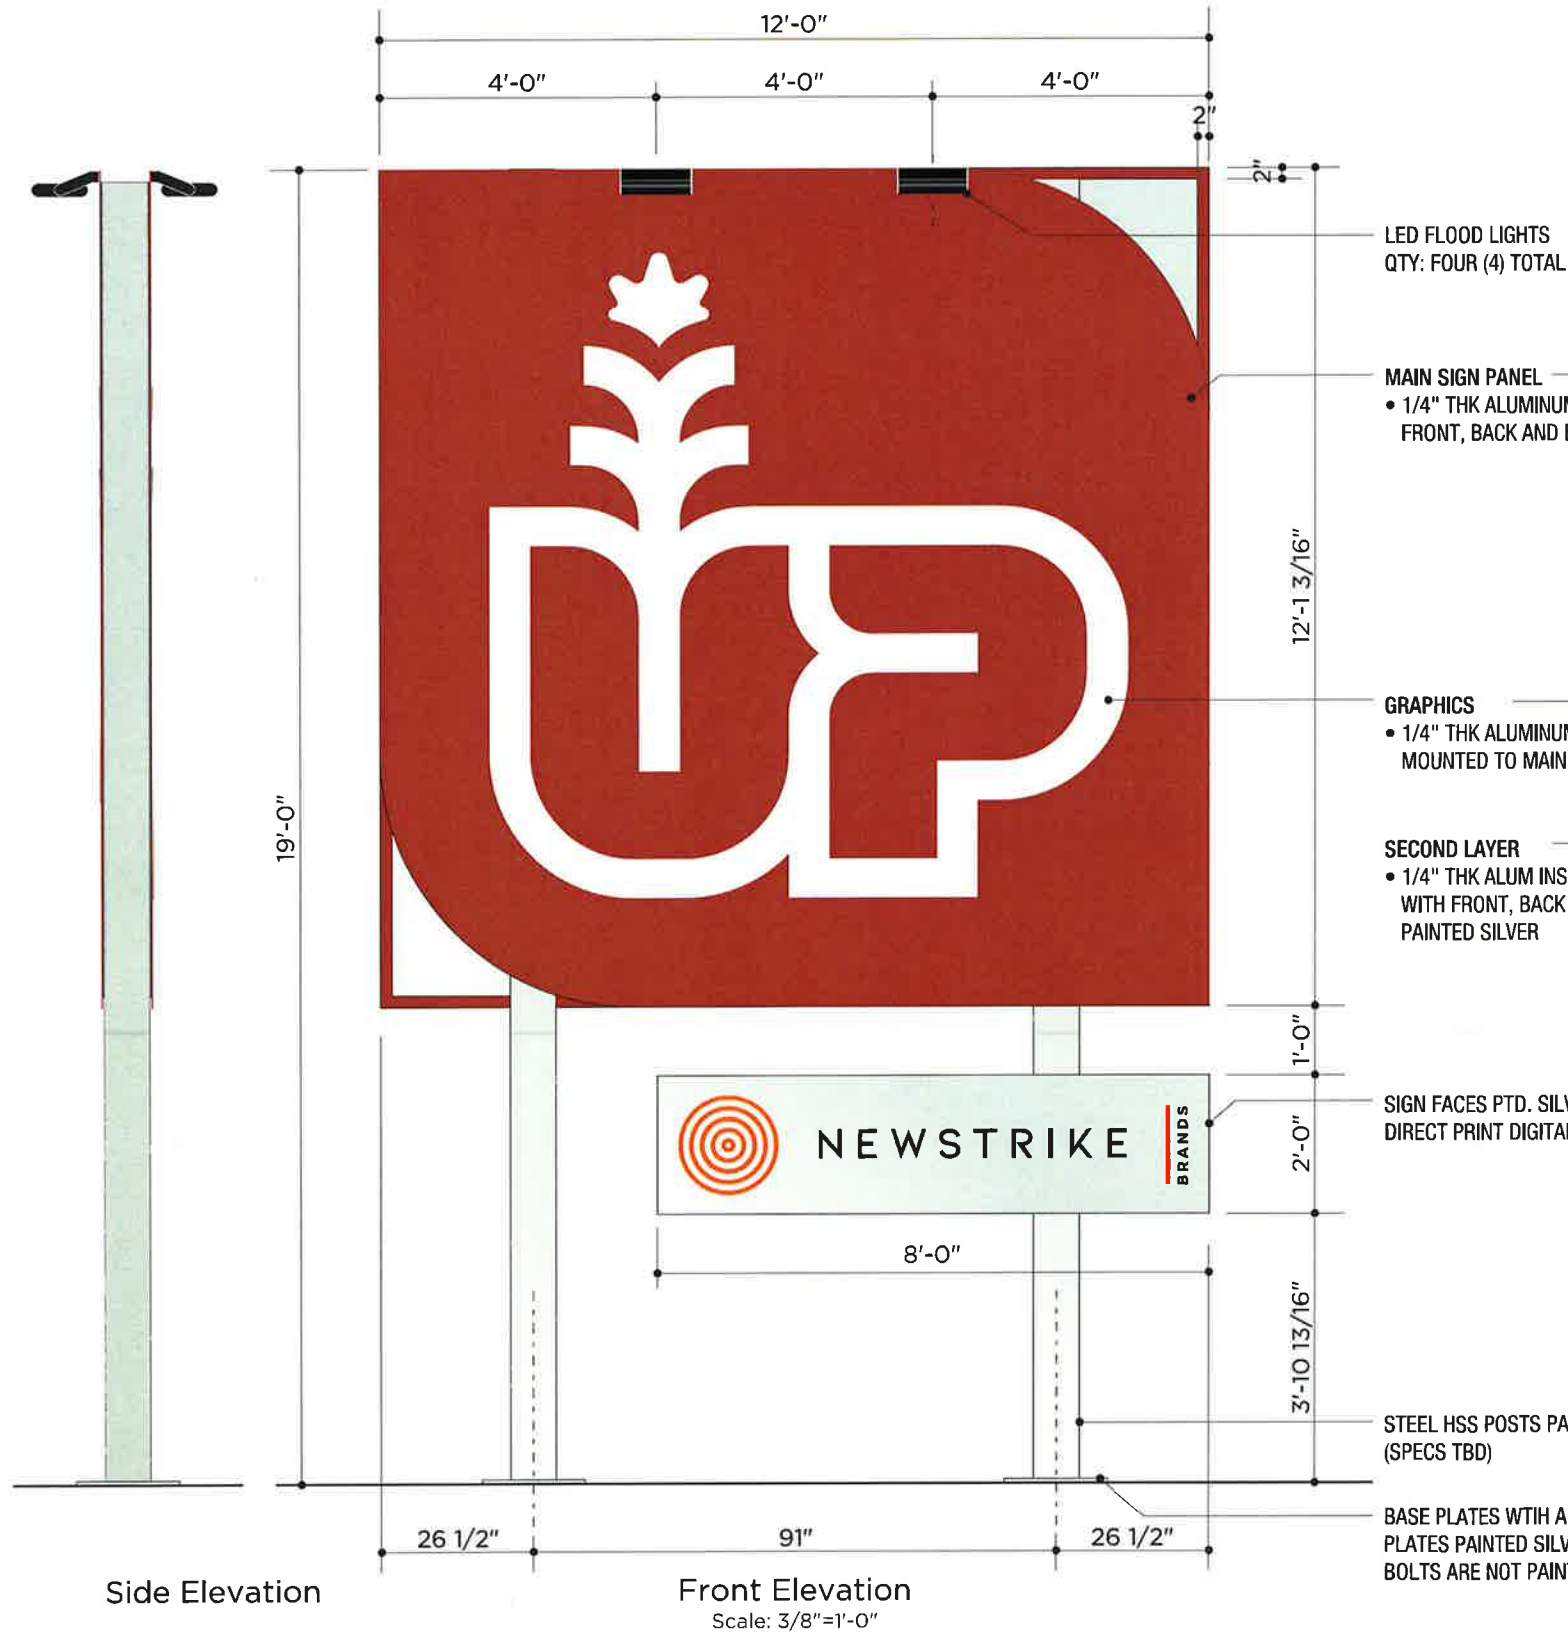 12'-0"
4'-0"
4'-0"
4'-0"
2"
2"
LED FLOOD LIGHTS
QTY: FOUR (4) TOTAL
MAIN SIGN PANEL
• 1/4" THK ALUMINUM
FRONT, BACK AND
12'-1 3/16"
GRAPHICS
• 1/4" THK ALUMINUM
MOUNTED TO MAIN
19'-0"
SECOND LAYER
• 1/4" THK ALUM INS
WITH FRONT, BACK
PAINTED SILVER
UP
1'-0"
NEWSTRIKE
BRANDS
SIGN FACES PTD. SILV
DIRECT PRINT DIGITAL
2'-0"
8'-0"
3'-10 13/16"
STEEL HSS POSTS PA
(SPECS TBD)
BASE PLATES WTIH A
PLATES PAINTED SILV
BOLTS ARE NOT PAINT
26 1/2"
91"
26 1/2"
Side Elevation
Front Elevation
Scale: 3/8"=1'-0"